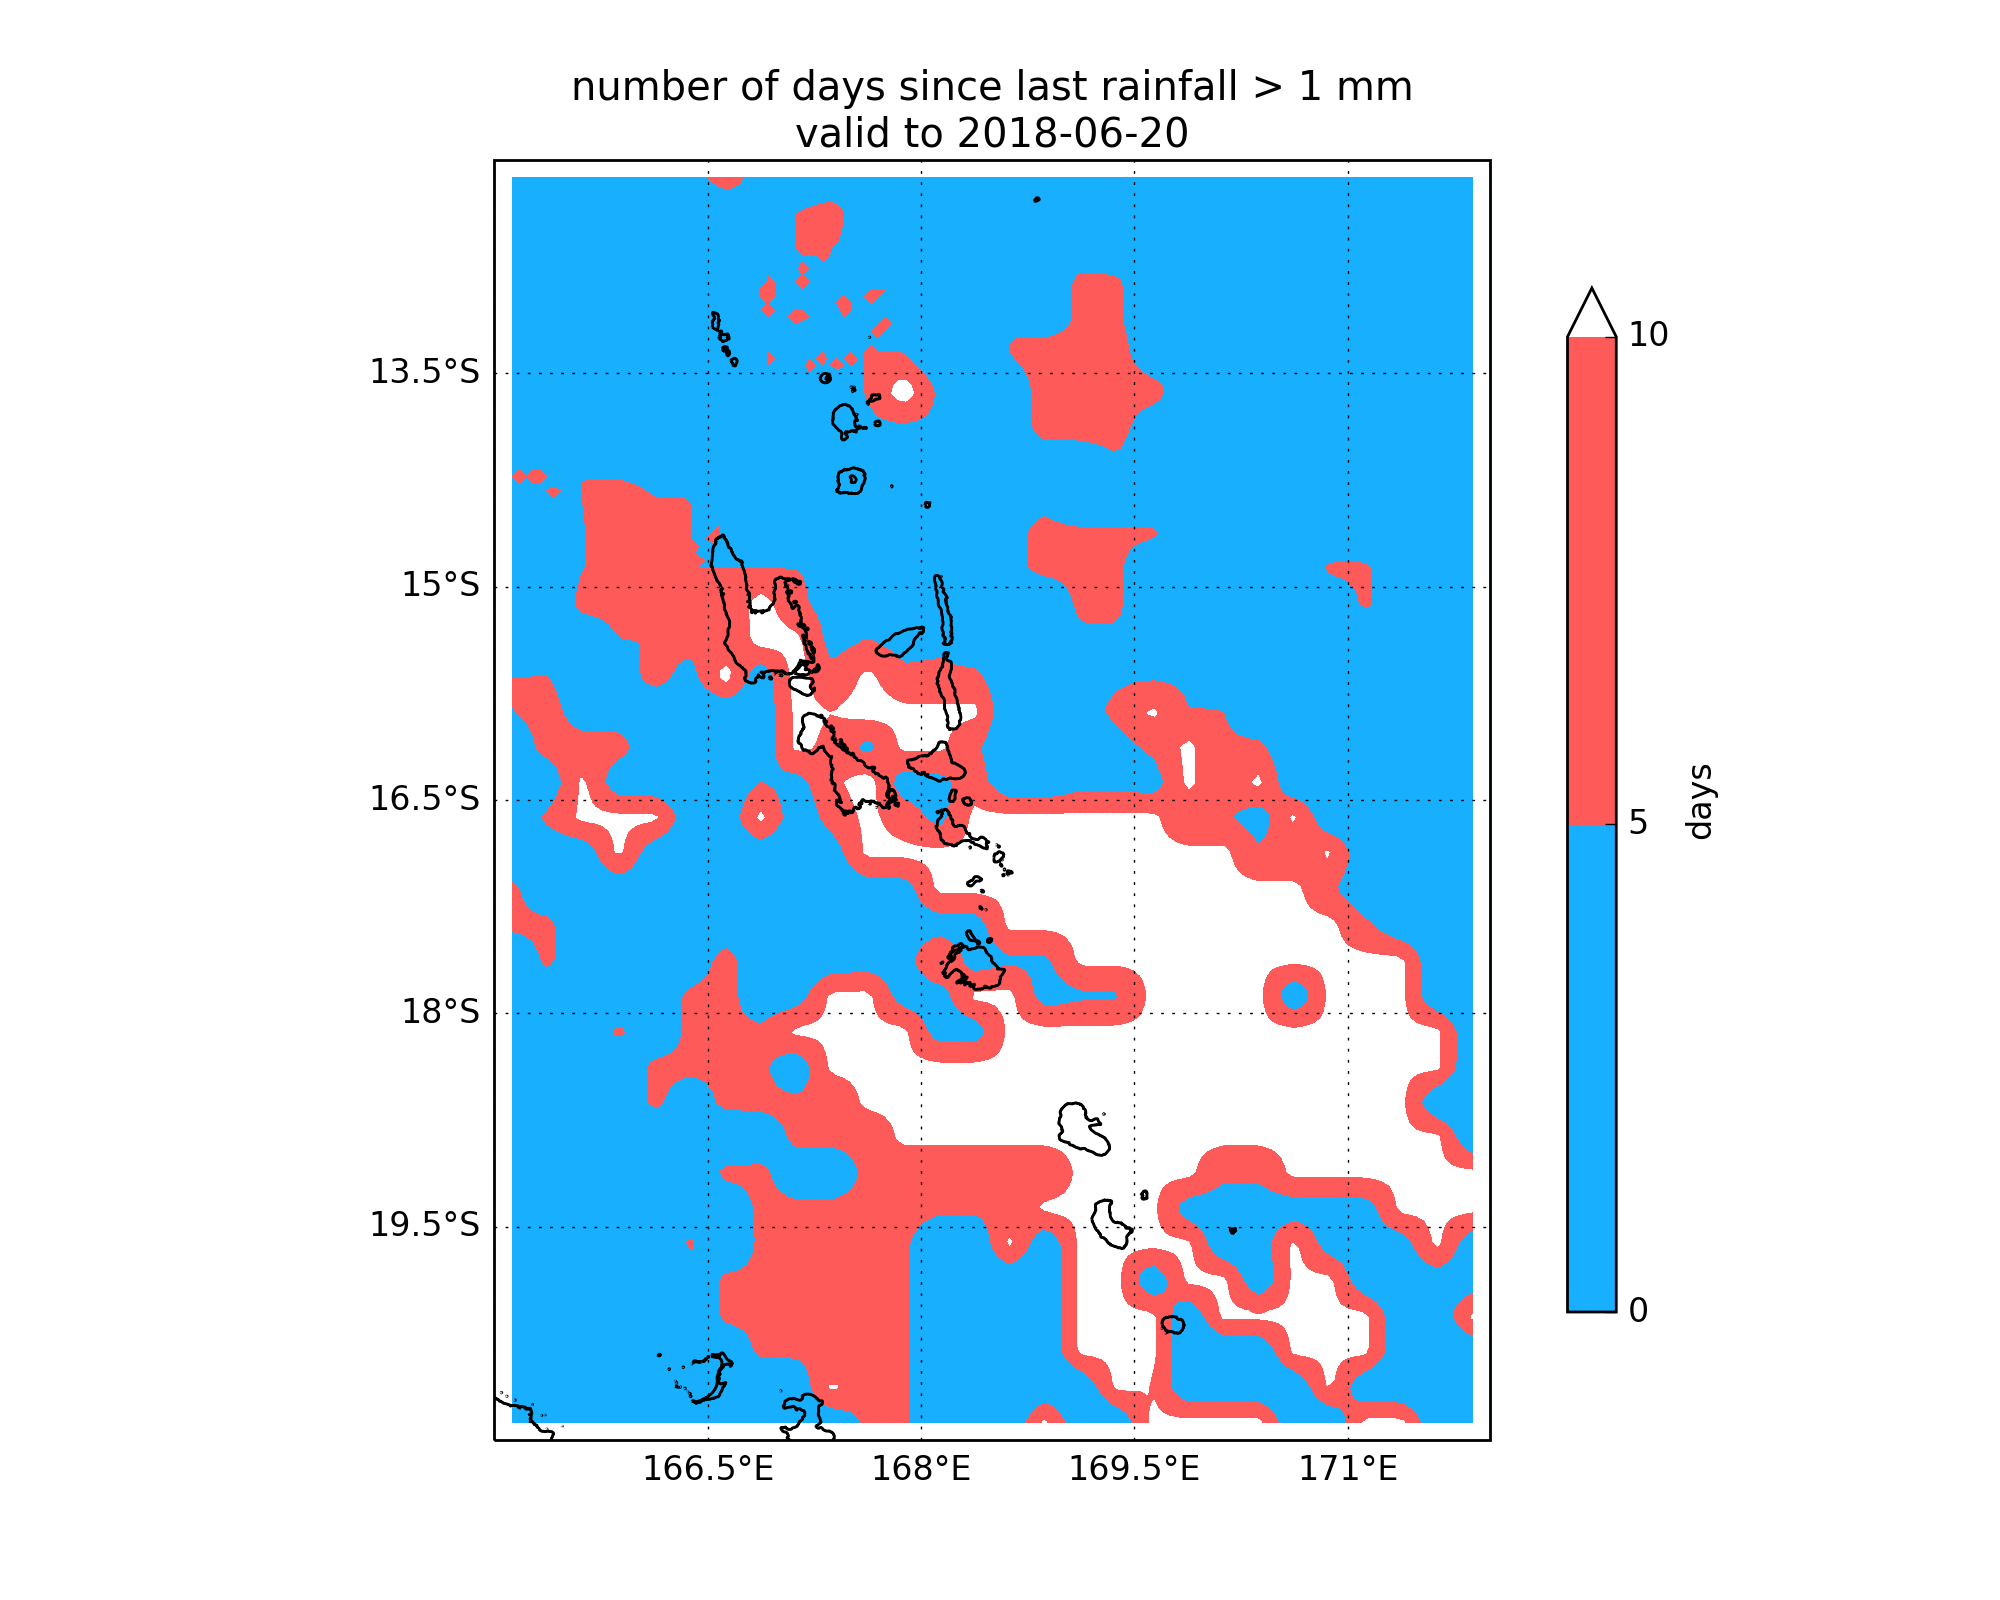 number of days since last rainfall > 1 mm
valid to 2018-06-20
13.5°S
15°S
16.5°S
18°S
19.5°S
166.5°E
168°E
169.5°E
171°E
10
5
0
days